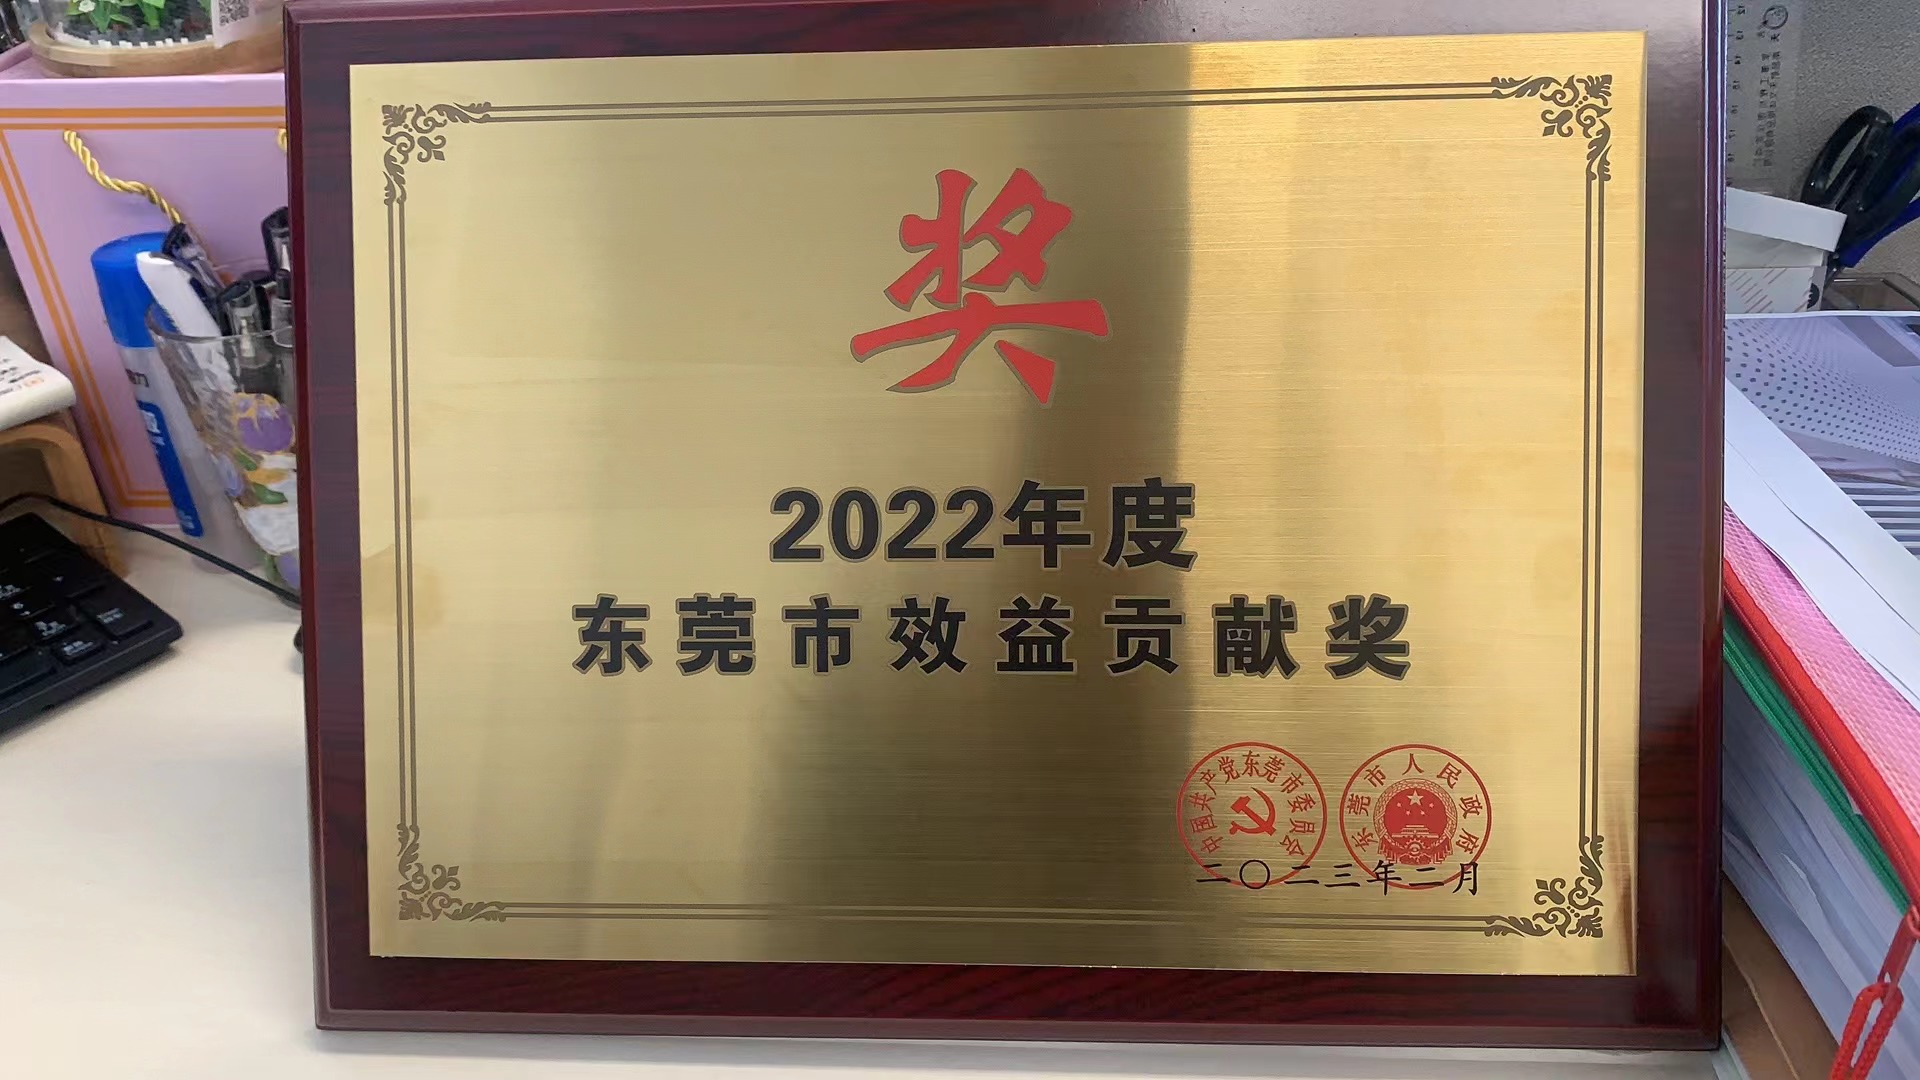 奖
2022年度
东莞市效益贡献奖
中国共产党东莞市委员会
东莞市人民政府
二〇二三年二月